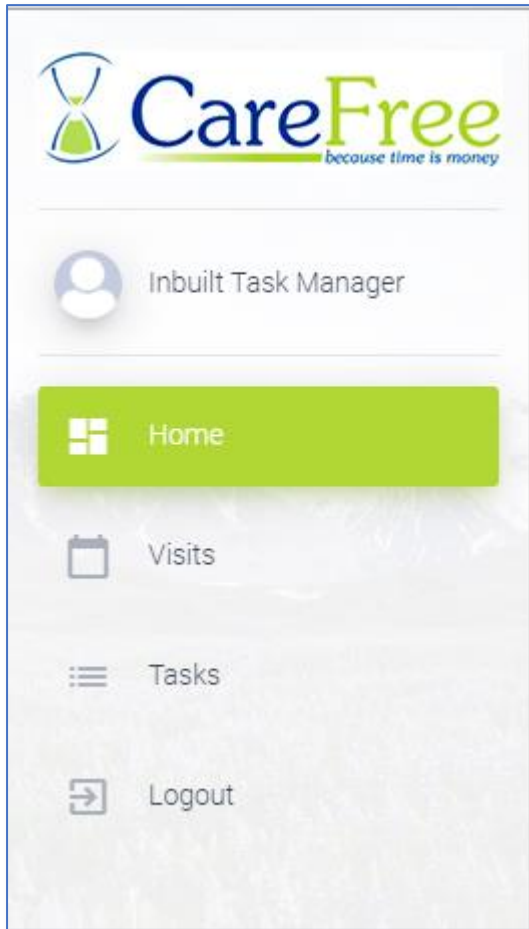 CareFree
because time is money
Inbuilt Task Manager
Home
Visits
Tasks
Logout